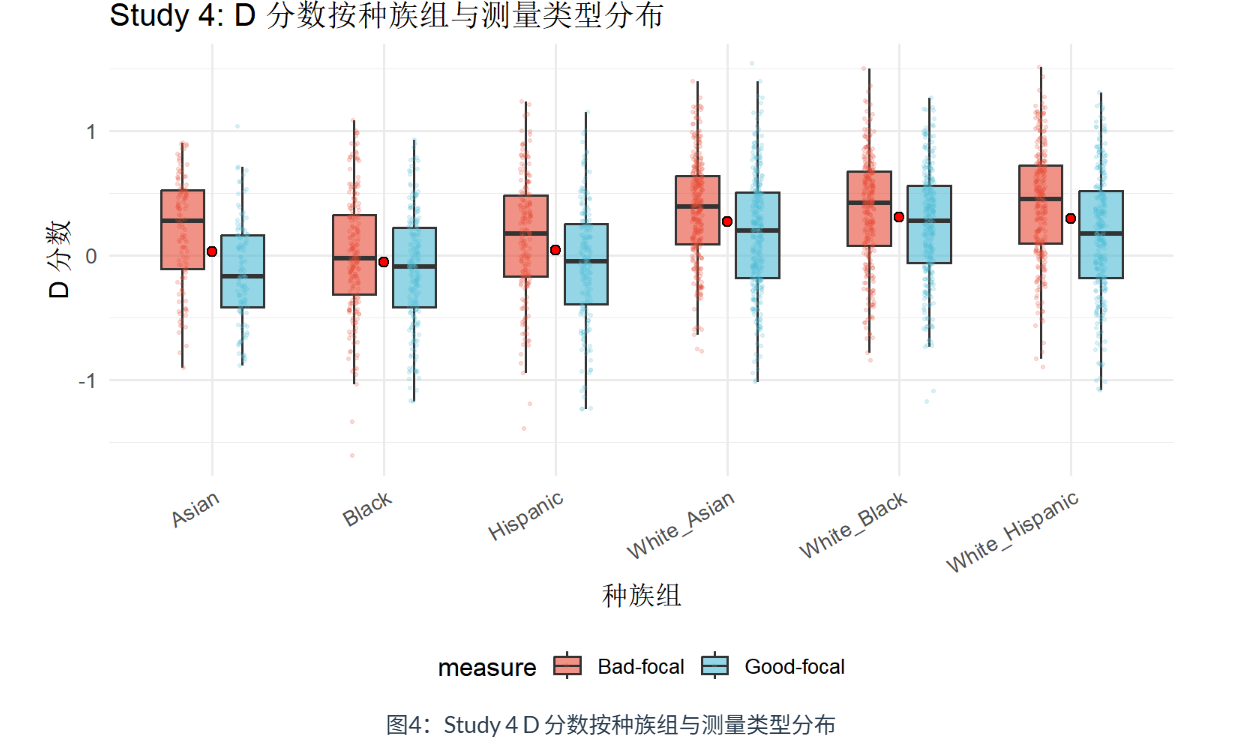 Study 4: D 分数按种族组与测量类型分布
D 分数
1
0
-1
Asian
Black
Hispanic
White_Asian
White_Black
White_Hispanic
种族组
measure Bad-focal Good-focal
图4：Study 4 D 分数按种族组与测量类型分布